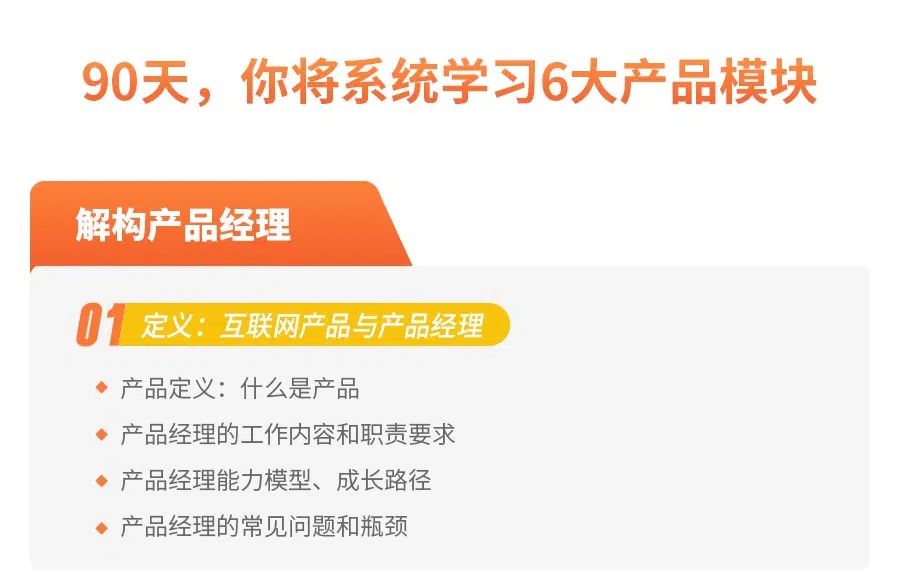 90天，你将系统学习6大产品模块
解构产品经理
01 定义：互联网产品与产品经理
产品定义：什么是产品
产品经理的工作内容和职责要求
产品经理能力模型、成长路径
产品经理的常见问题和瓶颈